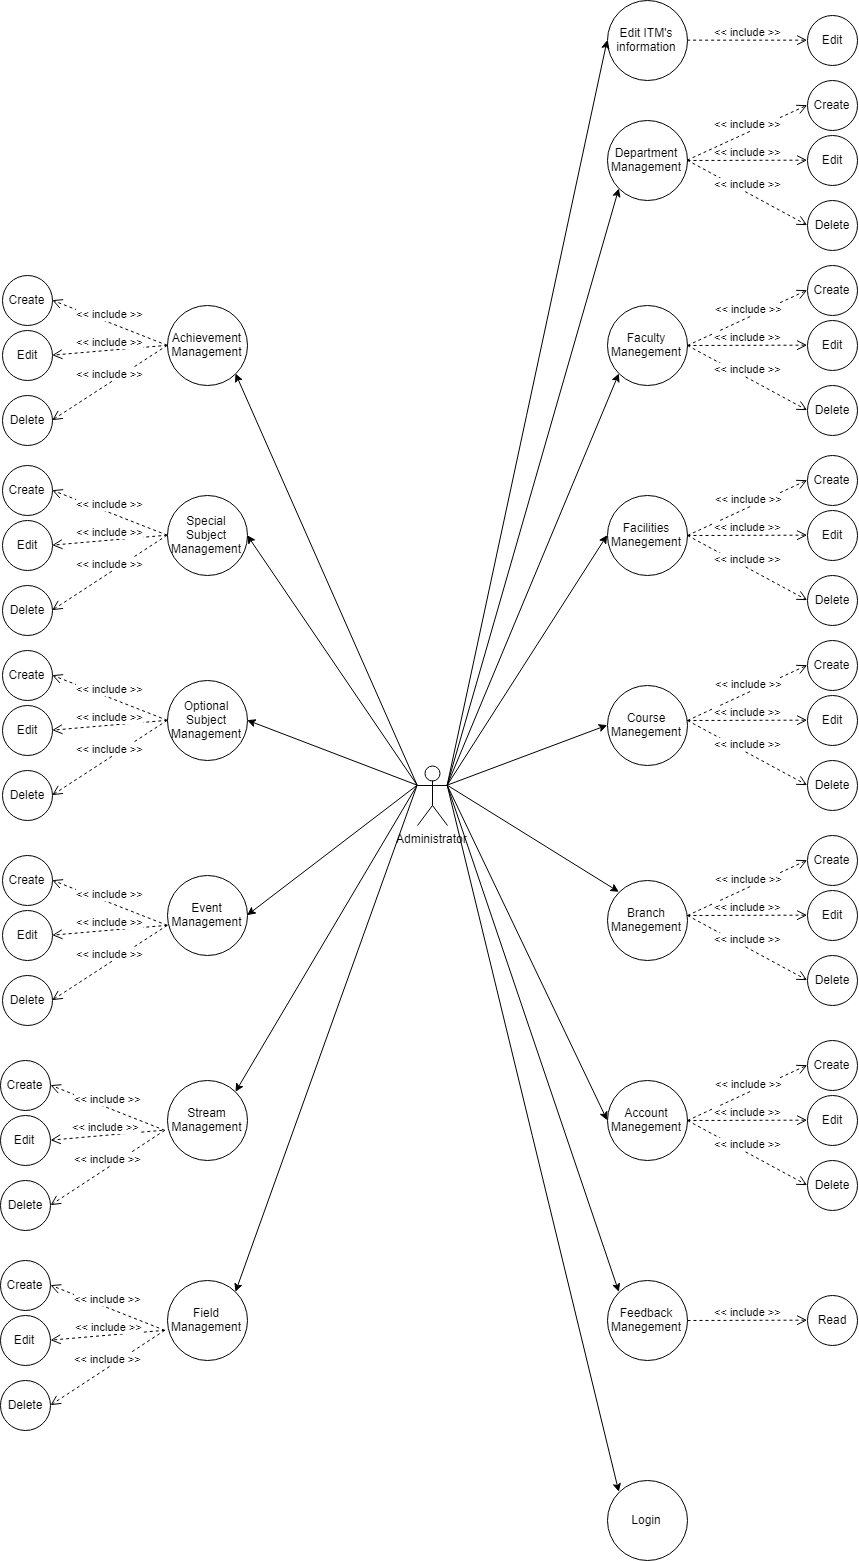 Edit ITM's
information
<< include >>
Edit
Department
Management
<< include >>
<< include >>
<< include >>
Create
Edit
Delete
Create
Edit
Delete
<< include >>
<< include >>
<< include >>
Achievement
Management
Faculty
Manegement
<< include >>
<< include >>
<< include >>
Create
Edit
Delete
Create
Edit
Delete
<< include >>
<< include >>
<< include >>
Special
Subject
Management
Facilities
Menegement
<< include >>
<< include >>
<< include >>
Create
Edit
Delete
Create
Edit
Delete
<< include >>
<< include >>
<< include >>
Optional
Subject
Management
Course
Manegement
<< include >>
<< include >>
<< include >>
Create
Edit
Delete
Administrator
Create
Edit
Delete
<< include >>
<< include >>
<< include >>
Event
Management
Branch
Manegement
<< include >>
<< include >>
<< include >>
Create
Edit
Delete
Create
Edit
Delete
<< include >>
<< include >>
<< include >>
Stream
Management
Account
Manegement
<< include >>
<< include >>
<< include >>
Create
Edit
Delete
Create
Edit
Delete
<< include >>
<< include >>
<< include >>
Field
Management
Feedback
Manegement
<< include >>
Read
Login